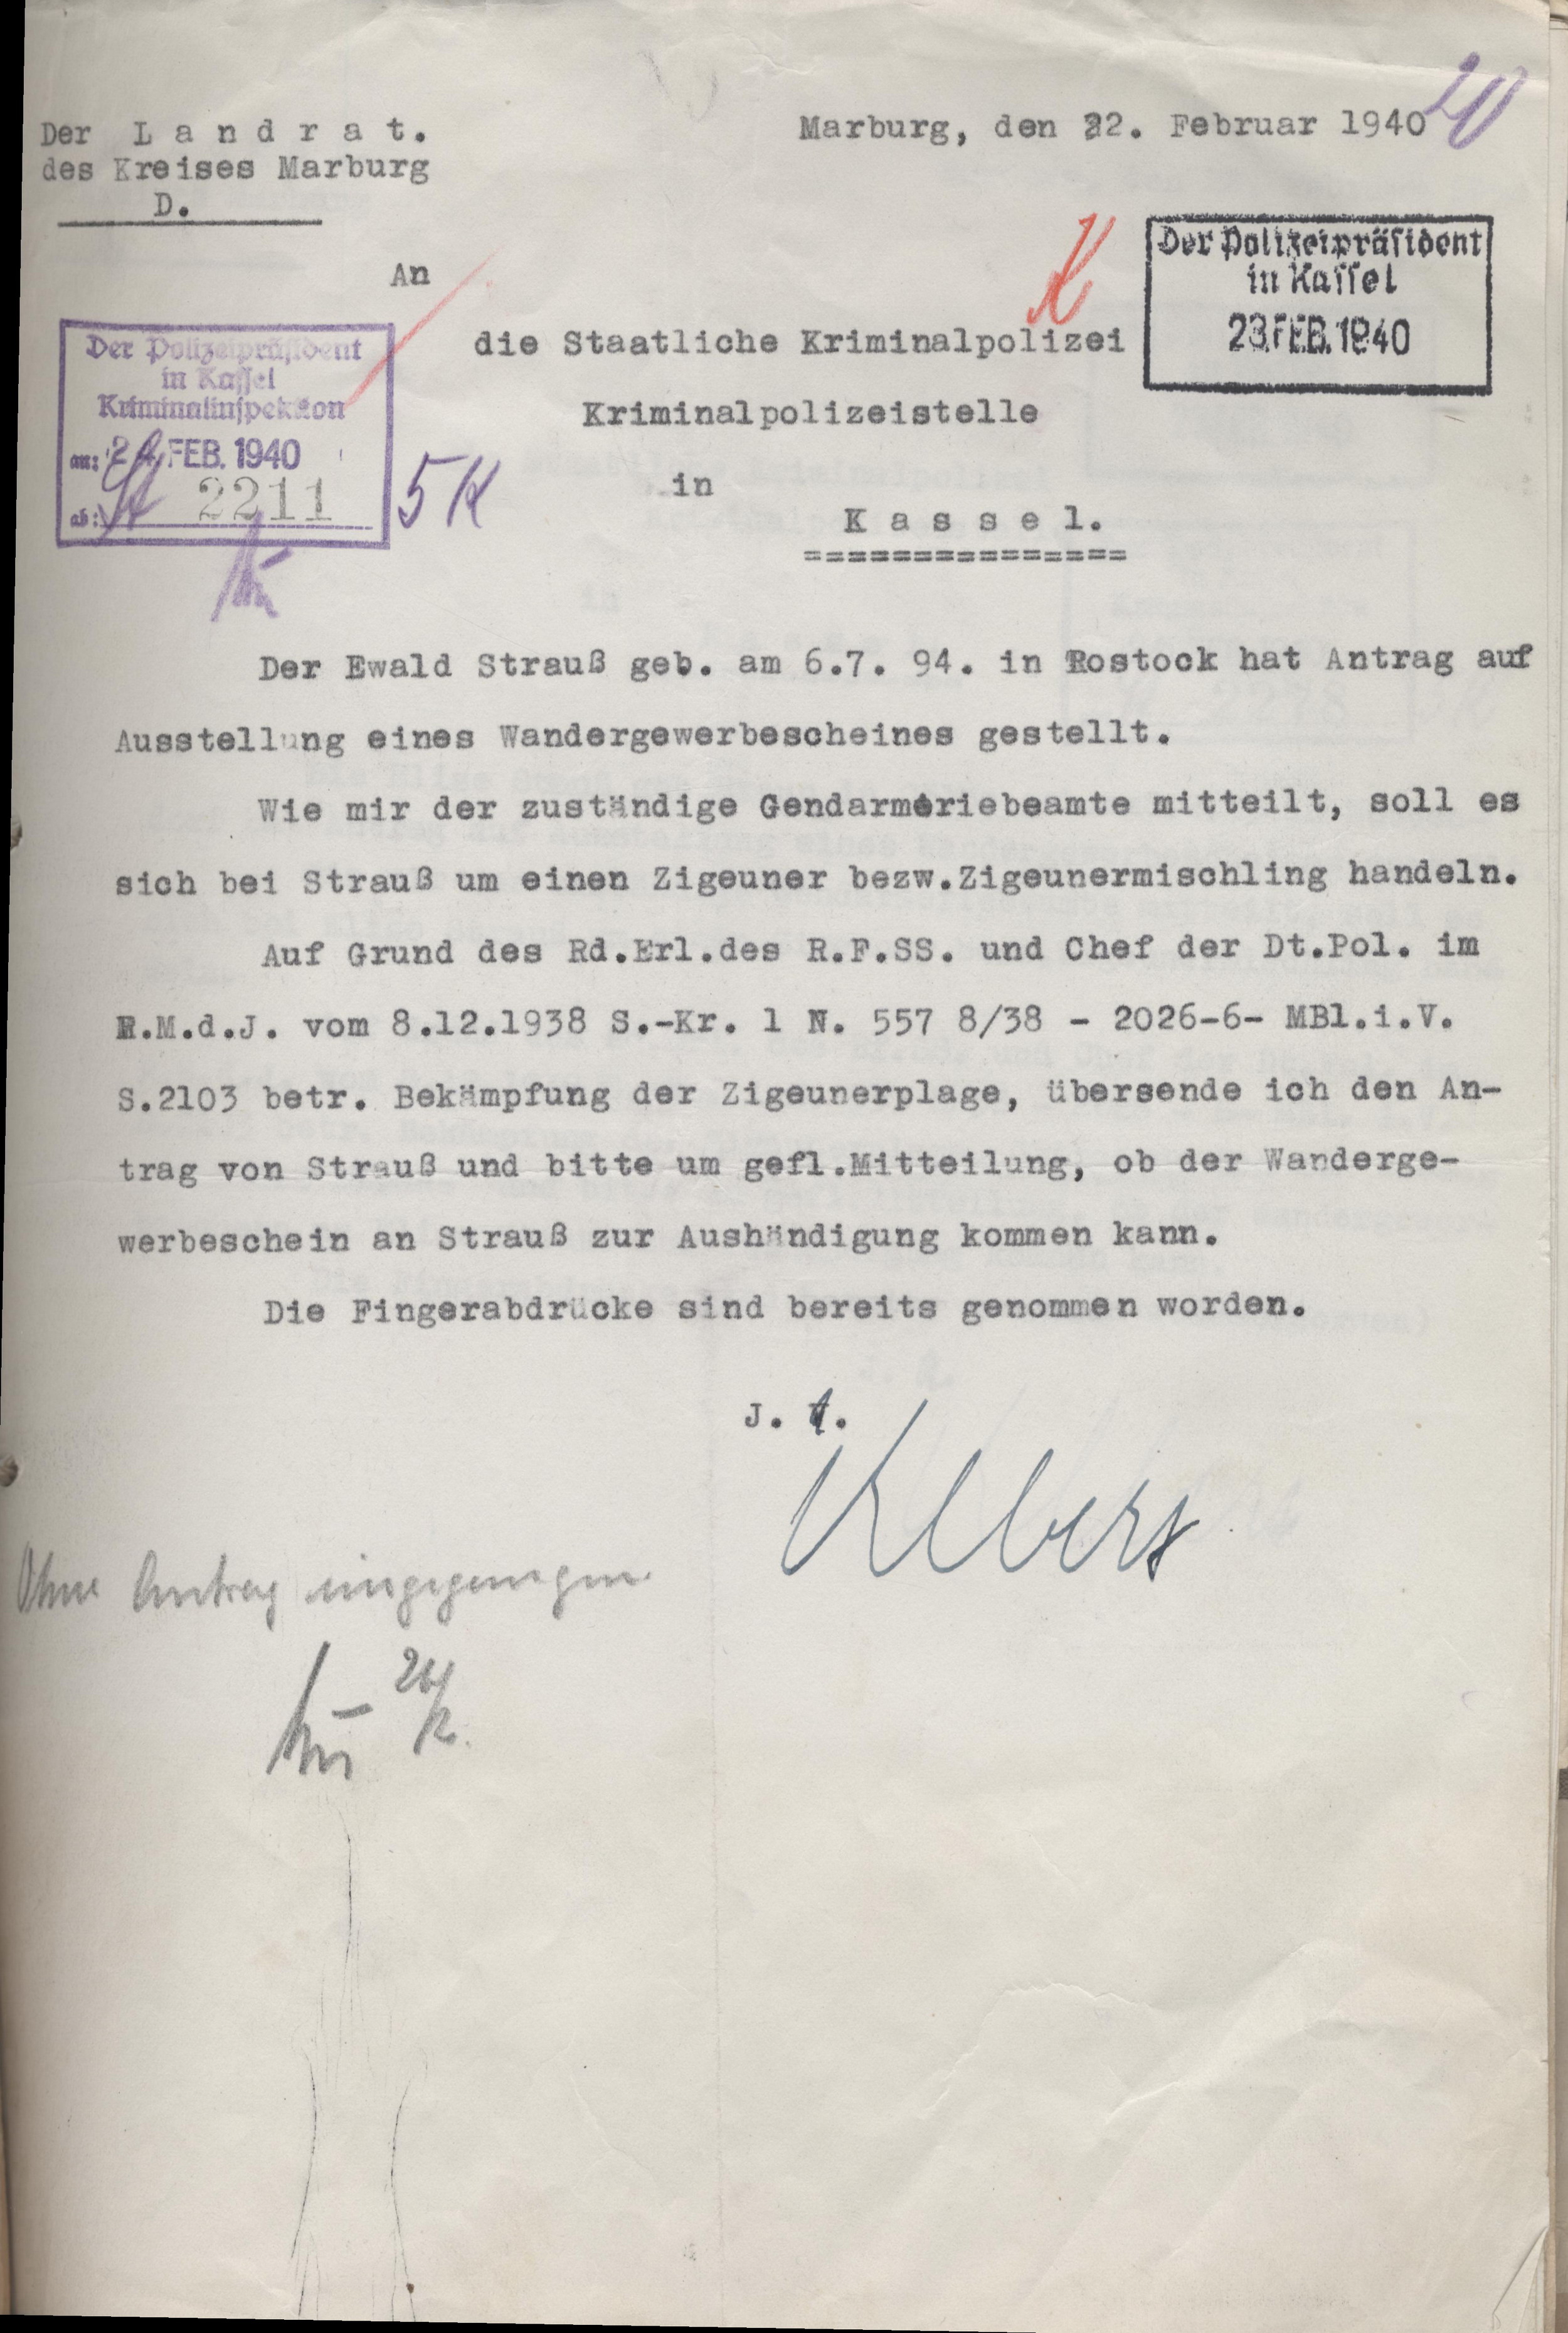 20
Der L a n d r a t.
des Kreises Marburg
D.
Marburg, den 22. Februar 1940
Der Polizeipräsident
in Kassel
23.FEB.1940
An
die Staatliche Kriminalpolizei
Kriminalpolizeistelle
in
K a s s e l.
===============
Der Polizeipräsident
in Kassel
Kriminalinspektion
an: 24.FEB.1940
ab: 2211
5K
Der Ewald Strauß geb. am 6.7. 94. in Rostock hat Antrag auf
Ausstellung eines Wandergewerbescheines gestellt.
Wie mir der zuständige Gendarmeriebeamte mitteilt, soll es
sich bei Strauß um einen Zigeuner bezw.Zigeunermischling handeln.
Auf Grund des Rd.Erl.des R.F.SS. und Chef der Dt.Pol. im
R.M.d.J. vom 8.12.1938 S.-Kr. 1 N. 557 8/38 - 2026-6- MBl.i.V.
S.2103 betr. Bekämpfung der Zigeunerplage, übersende ich den An-
trag von Strauß und bitte um gefl.Mitteilung, ob der Wanderge-
werbeschein an Strauß zur Aushändigung kommen kann.
Die Fingerabdrücke sind bereits genommen worden.
J.
Ohne Antrag eingegangen
24/2.